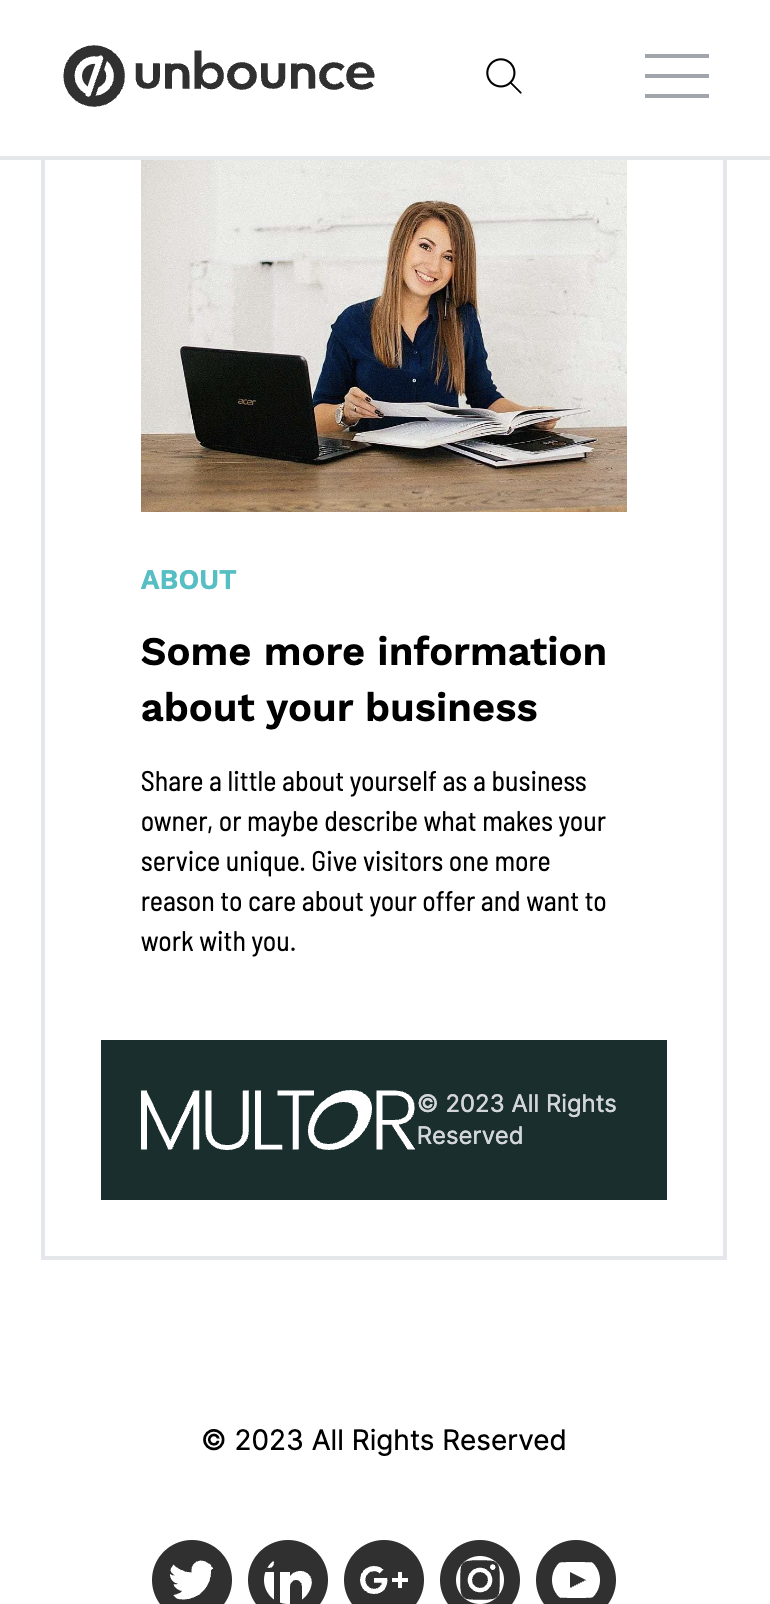 unbounce
acer
ABOUT
Some more information
about your business
Share a little about yourself as a business
owner, or maybe describe what makes your
service unique. Give visitors one more
reason to care about your offer and want to
work with you.
MULTOR
© 2023 All Rights
Reserved
© 2023 All Rights Reserved
in
G+